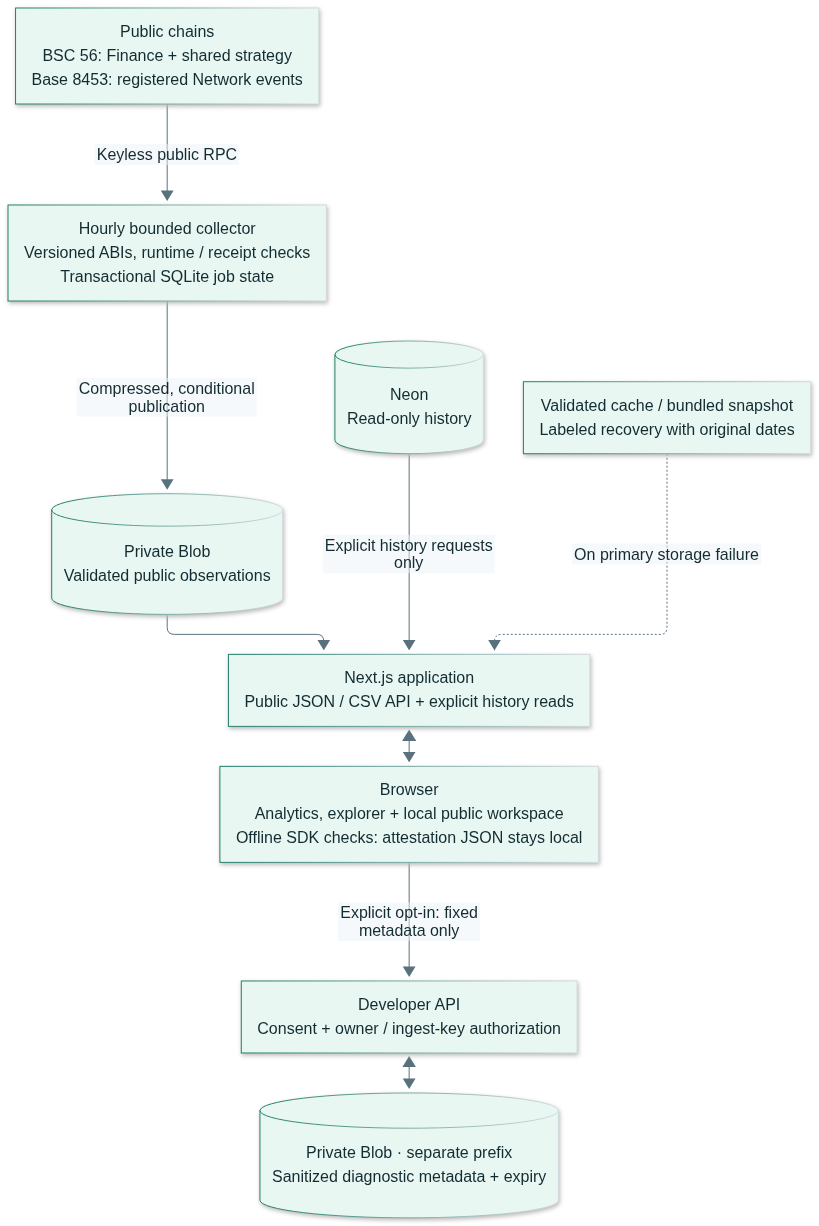 Public chains
BSC 56: Finance + shared strategy
Base 8453: registered Network events
Keyless public RPC
Hourly bounded collector
Versioned ABIs, runtime / receipt checks
Transactional SQLite job state
Compressed, conditional
publication
Neon
Read-only history
Validated cache / bundled snapshot
Labeled recovery with original dates
Private Blob
Validated public observations
Explicit history requests
only
On primary storage failure
Next.js application
Public JSON / CSV API + explicit history reads
Browser
Analytics, explorer + local public workspace
Offline SDK checks: attestation JSON stays local
Explicit opt-in: fixed
metadata only
Developer API
Consent + owner / ingest-key authorization
Private Blob · separate prefix
Sanitized diagnostic metadata + expiry